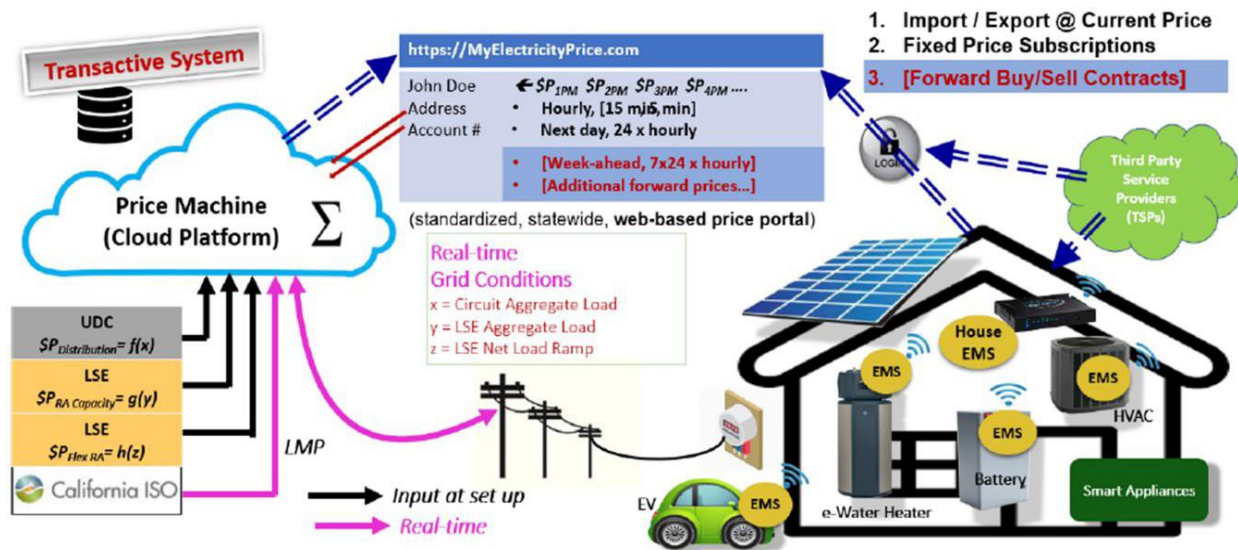 Transactive System
Price Machine
(Cloud Platform)
Σ
https://MyElectricityPrice.com
John Doe
Address
Account #
←$P1PM $P2PM $P3PM $P4PM ....
• Hourly, [15 min, 5 min]
• Next day, 24 x hourly
• [Week-ahead, 7x24 x hourly]
• [Additional forward prices...]
(standardized, statewide, web-based price portal)
1. Import / Export @ Current Price
2. Fixed Price Subscriptions
3. [Forward Buy/Sell Contracts]
LOGIN
Third Party
Service
Providers
(TSPs)
Real-time
Grid Conditions
x = Circuit Aggregate Load
y = LSE Aggregate Load
z = LSE Net Load Ramp
UDC
$PDistribution= f(x)
LSE
$PRA Capacity= g(y)
LSE
$PFlex RA= h(z)
California ISO
LMP
Input at set up
Real-time
House
EMS
EMS
EMS
HVAC
EMS
Battery
e-Water Heater
EV
EMS
Smart Appliances